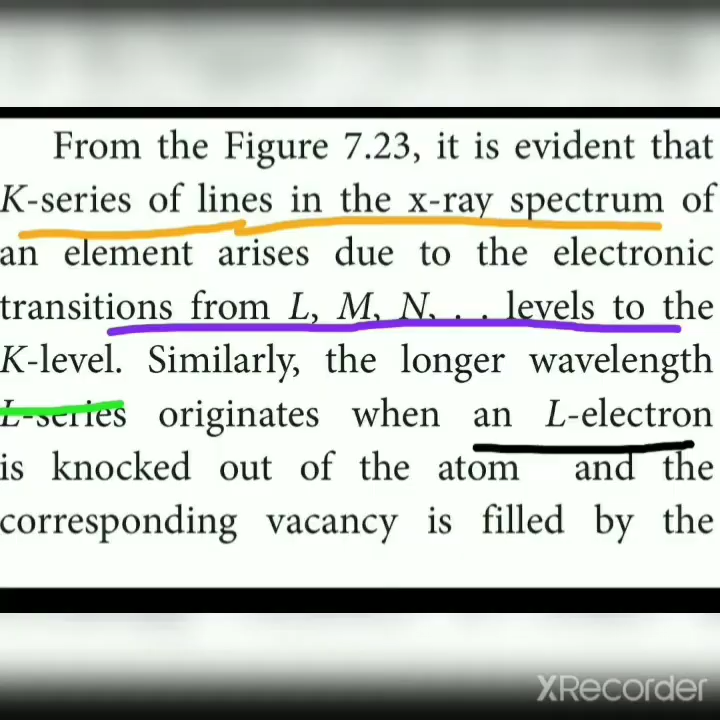 From the Figure 7.23, it is evident that
K-series of lines in the x-ray spectrum of
an element arises due to the electronic
transitions from L, M, N, . . levels to the
K-level. Similarly, the longer wavelength
L-series originates when an L-electron
is knocked out of the atom and the
corresponding vacancy is filled by the
XRecorder